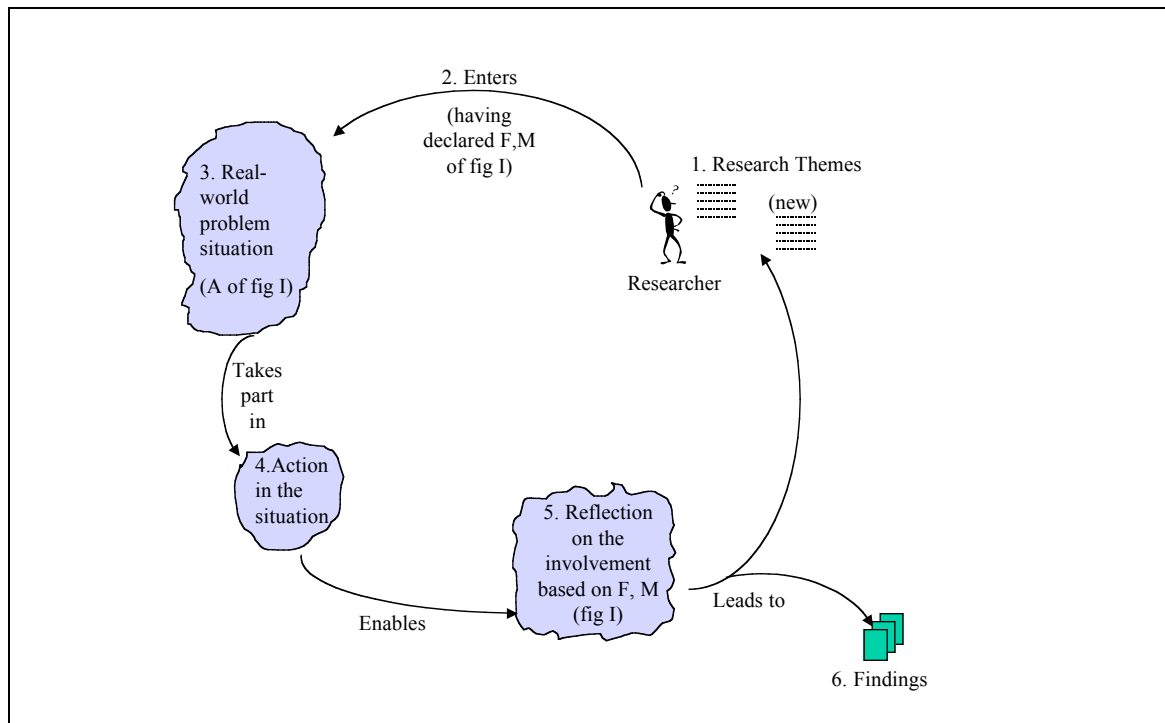 2. Enters
(having
declared F,M
of fig I)
1. Research Themes
(new)
?
Researcher
3. Real-
world
problem
situation
(A of fig I)
Takes
part
in
4.Action
in the
situation
Enables
5. Reflection
on the
involvement
based on F, M
(fig I)
Leads to
6. Findings